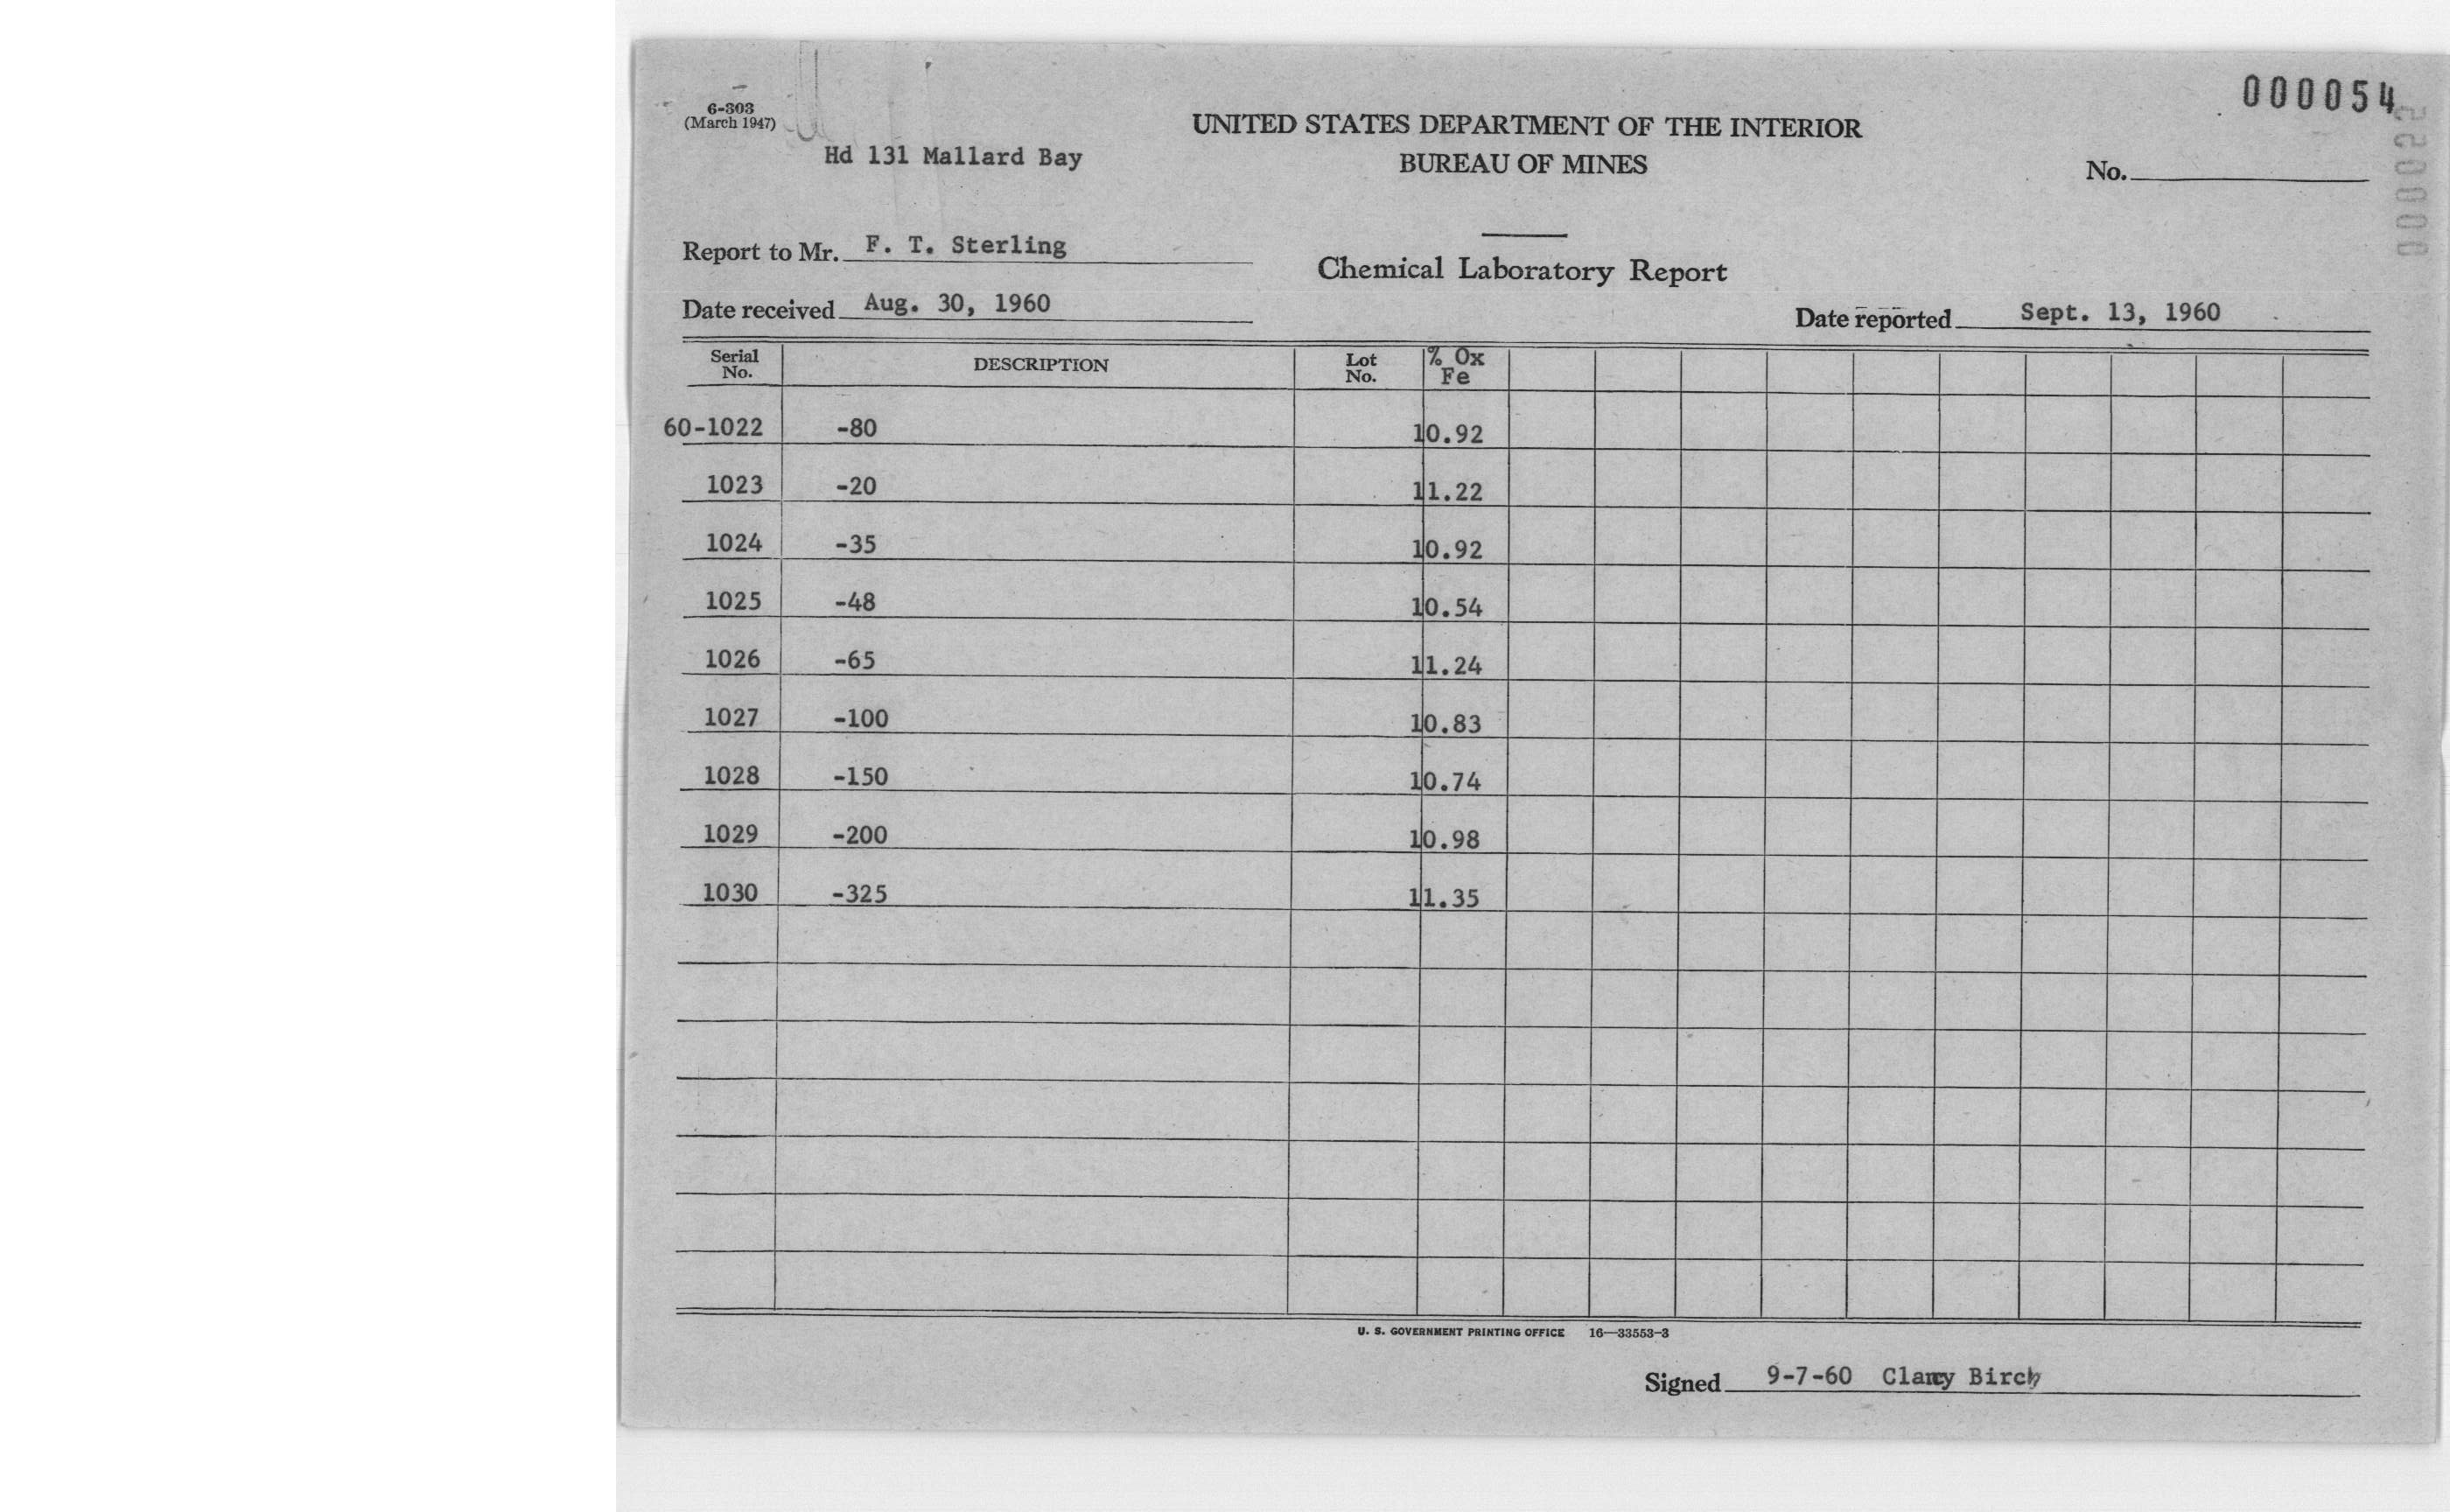 000054
6-303
(March 1947)
UNITED STATES DEPARTMENT OF THE INTERIOR
Hd 131 Mallard Bay
BUREAU OF MINES
No.
Report to Mr. F. T. Sterling
Chemical Laboratory Report
Date received Aug. 30, 1960
Date reported Sept. 13, 1960
Serial No. DESCRIPTION Lot No. % Ox Fe
60-1022 -80 10.92
1023 -20 11.22
1024 -35 10.92
1025 -48 10.54
1026 -65 11.24
1027 -100 10.83
1028 -150 10.74
1029 -200 10.98
1030 -325 11.35
U. S. GOVERNMENT PRINTING OFFICE 16—33553-3
Signed 9-7-60 Birch